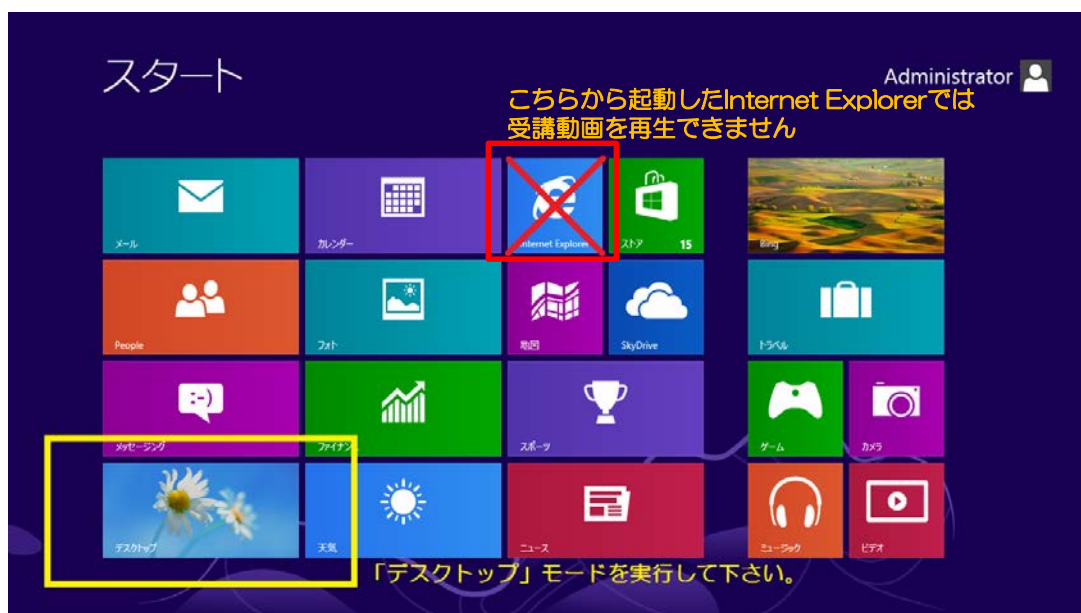 スタート
Administrator
こちらから起動したInternet Explorerでは
受講動画を再生できません
メール
カレンダー
Internet Explorer
ストア
15
Bing
People
フォト
地図
SkyDrive
トラベル
:-)
メッセージング
ファイナンス
スポーツ
ゲーム
カメラ
デスクトップ
天気
ニュース
ミュージック
ビデオ
「デスクトップ」モードを実行して下さい。